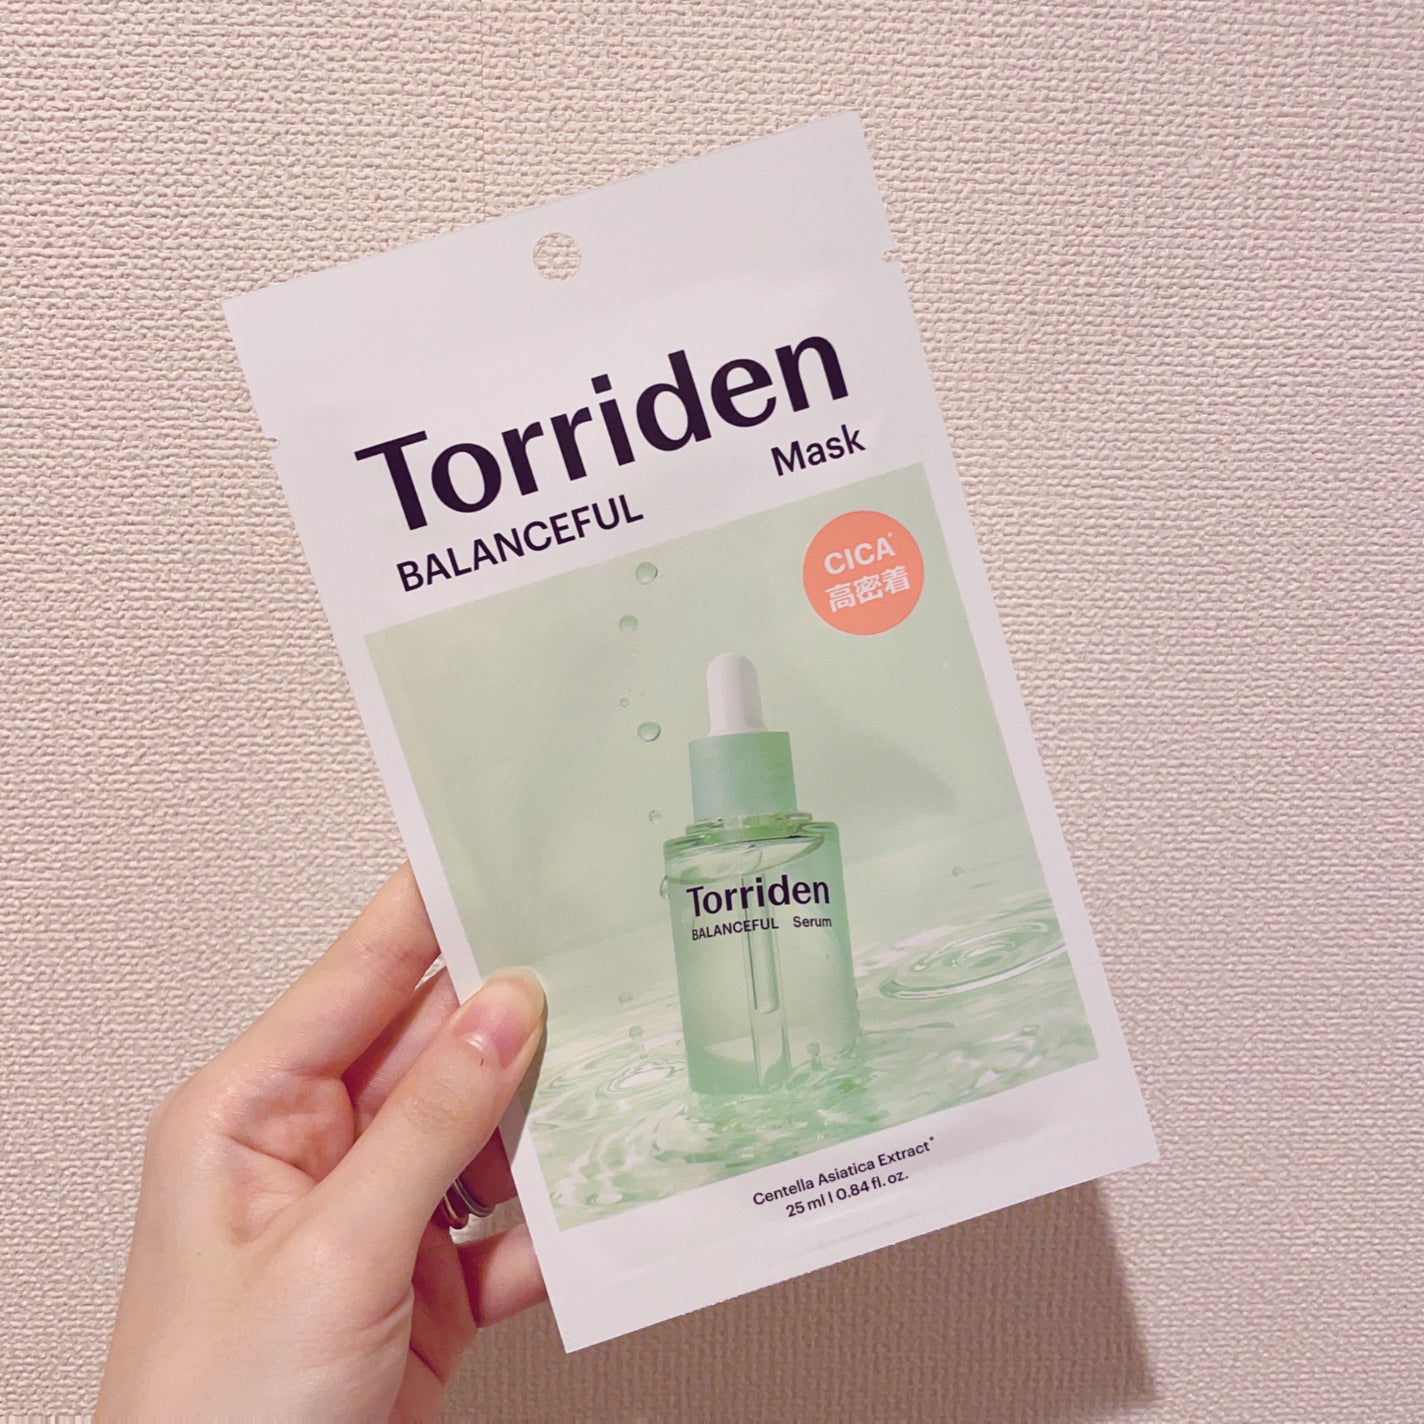 Torriden
BALANCEFUL Mask
CICA*
高密着
Torriden
BALANCEFUL Serum
Centella Asiatica Extract*
25 ml | 0.84 fl. oz.